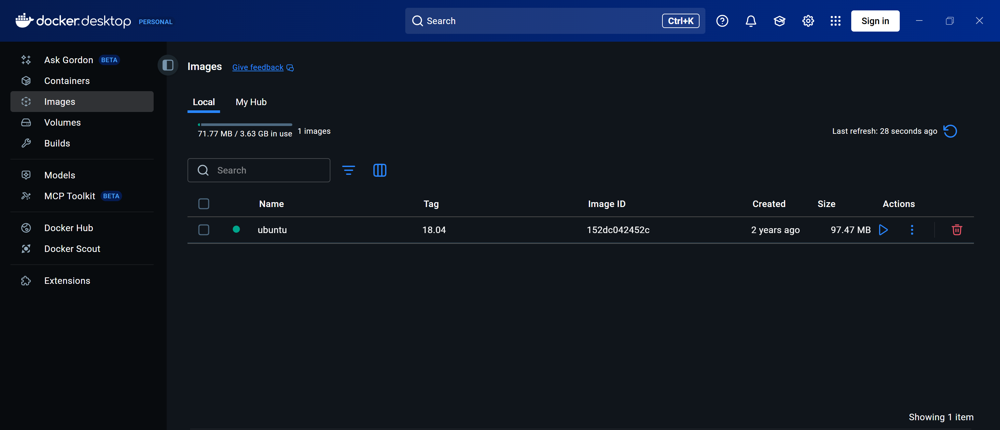 docker.desktop PERSONAL
Search Ctrl+K
Sign in
Ask Gordon BETA
Containers
Images
Volumes
Builds
Models
MCP Toolkit BETA
Docker Hub
Docker Scout
Extensions
Images Give feedback
Local My Hub
71.77 MB / 3.63 GB in use 1 images
Last refresh: 28 seconds ago
Search
Name Tag Image ID Created Size Actions
ubuntu 18.04 152dc042452c 2 years ago 97.47 MB
Showing 1 item